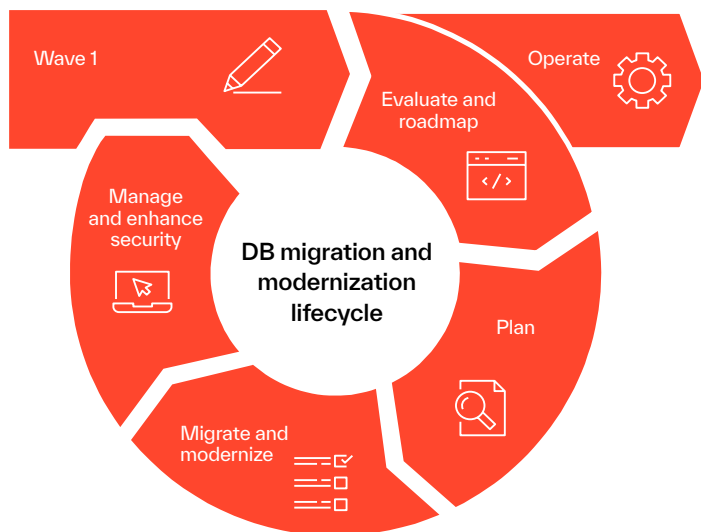 Wave 1
Operate
Evaluate and
roadmap
</>
Manage
and enhance
security
DB migration and
modernization
lifecycle
Plan
Migrate and
modernize